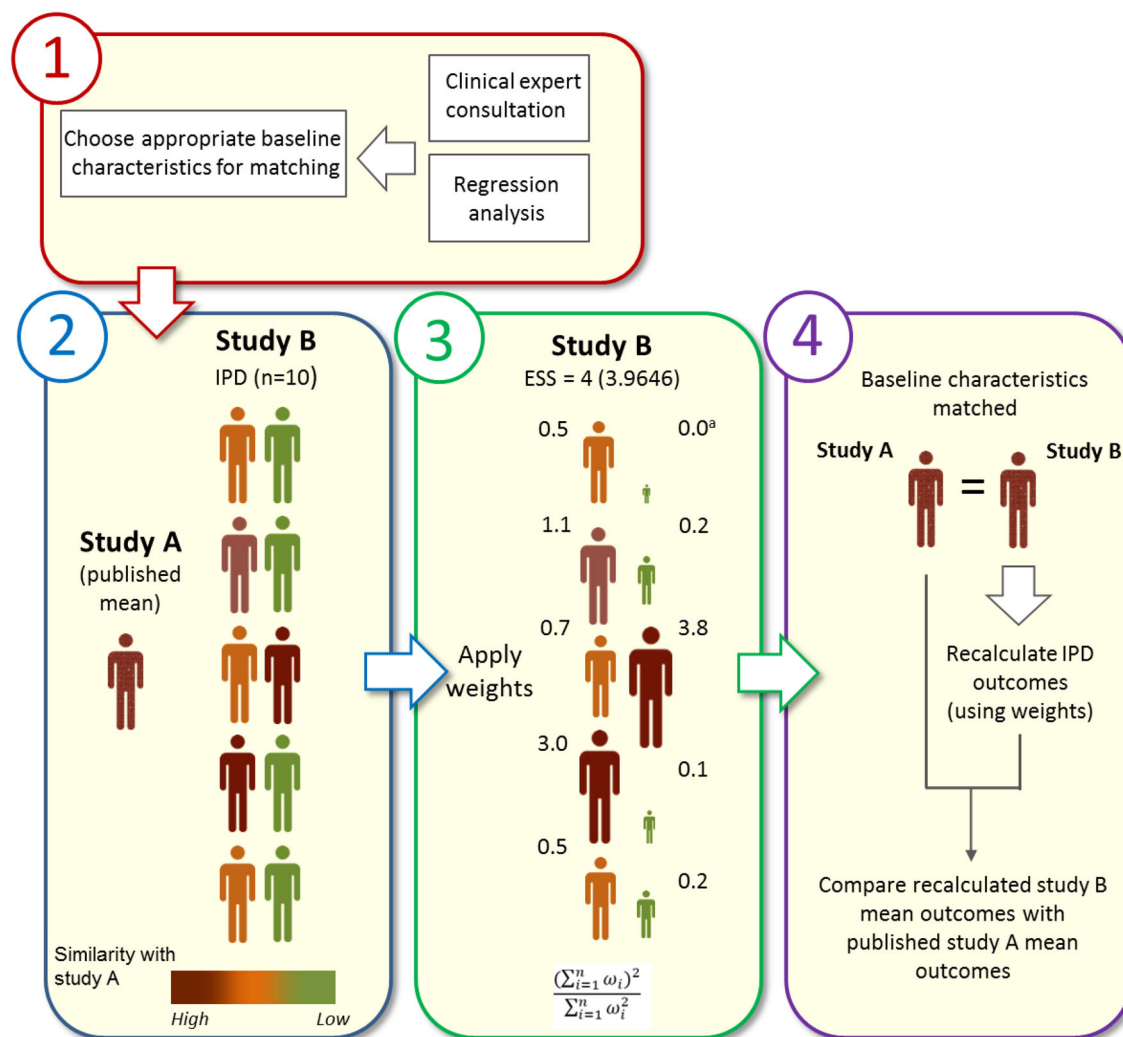 1
Clinical expert
consultation
Choose appropriate baseline
characteristics for matching
Regression
analysis
2
Study B
IPD (n=10)
Study A
(published
mean)
Similarity with
study A
High
Low
3
Study B
ESS = 4 (3.9646)
0.5
0.0ᵃ
1.1
0.2
0.7
3.8
Apply
weights
3.0
0.1
0.5
0.2
(∑ⁿᵢ₌₁ ωᵢ)²
∑ⁿᵢ₌₁ ωᵢ²
4
Baseline characteristics
matched
Study A
Study B
=
Recalculate IPD
outcomes
(using weights)
Compare recalculated study B
mean outcomes with
published study A mean
outcomes